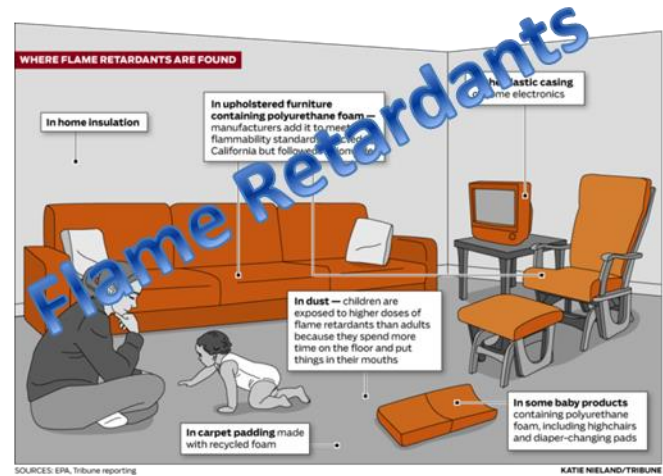 Flame Retardants
WHERE FLAME RETARDANTS ARE FOUND
In home insulation
In upholstered furniture
containing polyurethane foam —
manufacturers add it to meet
flammability standard
California but followed
plastic casing
electronics
In dust — children are
exposed to higher doses of
flame retardants than adults
because they spend more
time on the floor and put
things in their mouths
In carpet padding made
with recycled foam
In some baby products
containing polyurethane
foam, including highchairs
and diaper-changing pads
SOURCES: EPA, Tribune reporting
KATIE NIELAND/TRIBUNE